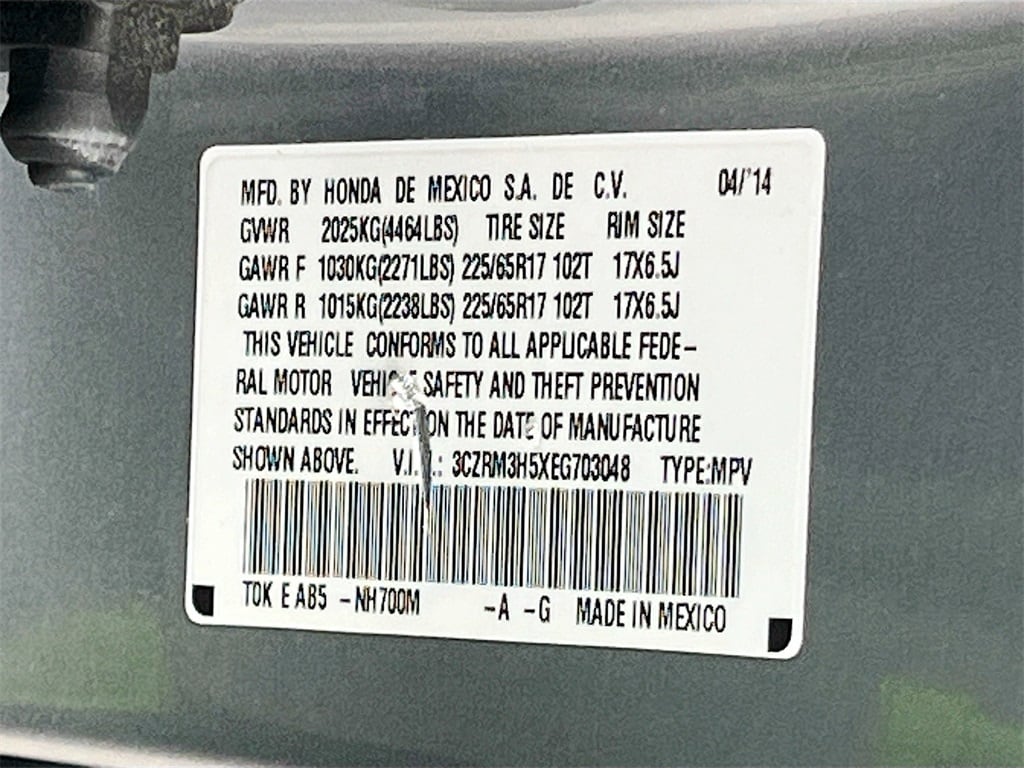 MFD. BY HONDA DE MEXICO S.A. DE C.V. 04/'14
GVWR 2025KG(4464LBS) TIRE SIZE RIM SIZE
GAWR F 1030KG(2271LBS) 225/65R17 102T 17X6.5J
GAWR R 1015KG(2238LBS) 225/65R17 102T 17X6.5J
THIS VEHICLE CONFORMS TO ALL APPLICABLE FEDE-
RAL MOTOR VEHICLE SAFETY AND THEFT PREVENTION
STANDARDS IN EFFECT ON THE DATE OF MANUFACTURE
SHOWN ABOVE. V.I.N.: 3CZRM3H5XEG703048 TYPE:MPV
T0K E AB5 -NH700M -A -G MADE IN MEXICO